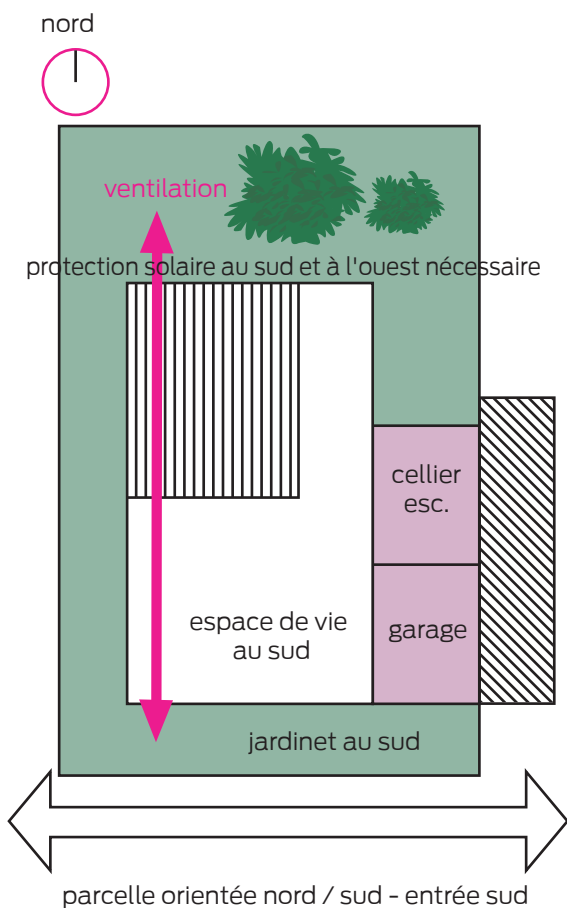 nord
ventilation
protection solaire au sud et à l'ouest nécessaire
cellier
esc.
espace de vie
au sud
garage
jardinet au sud
parcelle orientée nord / sud - entrée sud